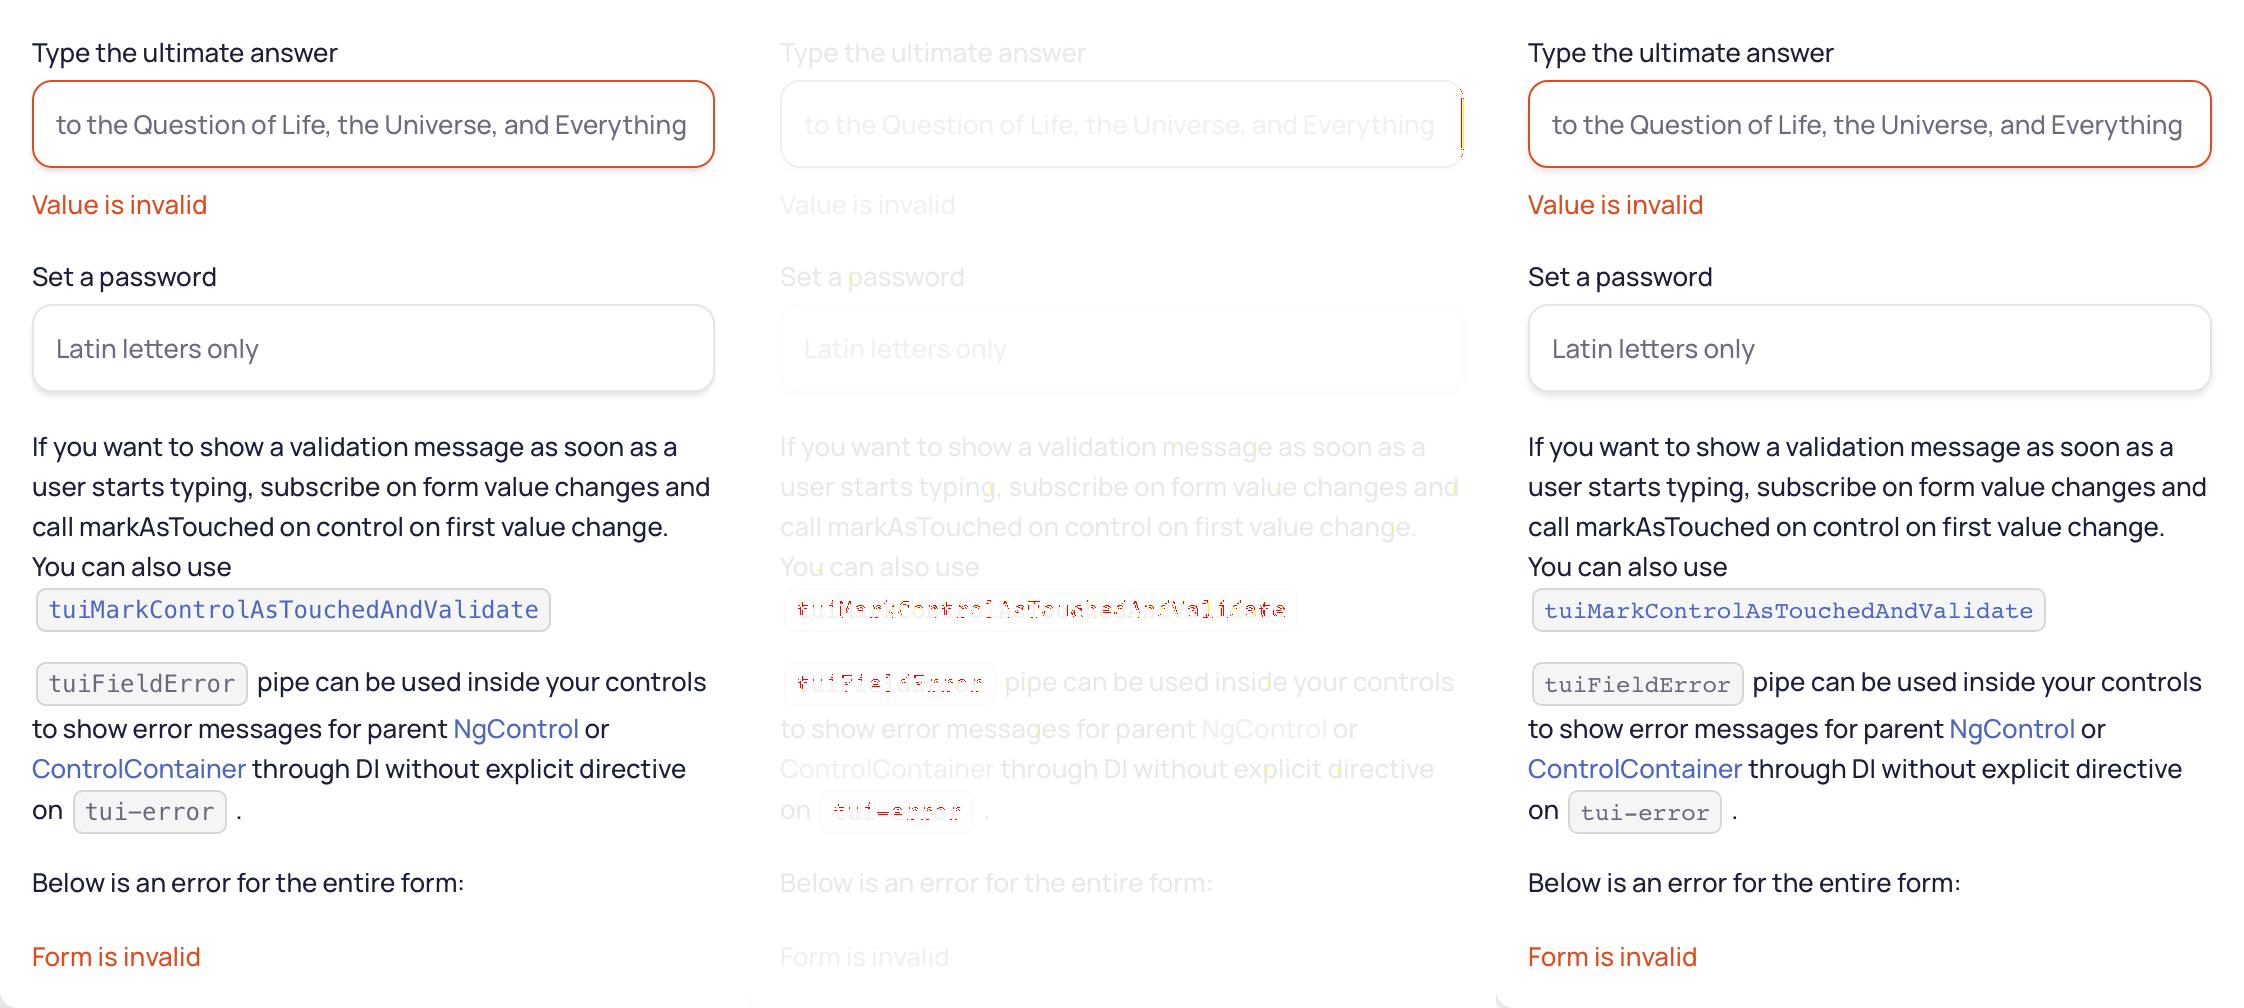 Type the ultimate answer
to the Question of Life, the Universe, and Everything
Value is invalid
Set a password
Latin letters only
If you want to show a validation message as soon as a
user starts typing, subscribe on form value changes and
call markAsTouched on control on first value change.
You can also use
tuiMarkControlAsTouchedAndValidate
tuiFieldError pipe can be used inside your controls
to show error messages for parent NgControl or
ControlContainer through DI without explicit directive
on tui-error .
Below is an error for the entire form:
Form is invalid
Type the ultimate answer
to the Question of Life, the Universe, and Everything
Value is invalid
Set a password
Latin letters only
If you want to show a validation message as soon as a
user starts typing, subscribe on form value changes and
call markAsTouched on control on first value change.
You can also use
tuiMarkControlAsTouchedAndValidate
tuiFieldError pipe can be used inside your controls
to show error messages for parent NgControl or
ControlContainer through DI without explicit directive
on tui-error .
Below is an error for the entire form:
Form is invalid
Type the ultimate answer
to the Question of Life, the Universe, and Everything
Value is invalid
Set a password
Latin letters only
If you want to show a validation message as soon as a
user starts typing, subscribe on form value changes and
call markAsTouched on control on first value change.
You can also use
tuiMarkControlAsTouchedAndValidate
tuiFieldError pipe can be used inside your controls
to show error messages for parent NgControl or
ControlContainer through DI without explicit directive
on tui-error .
Below is an error for the entire form:
Form is invalid